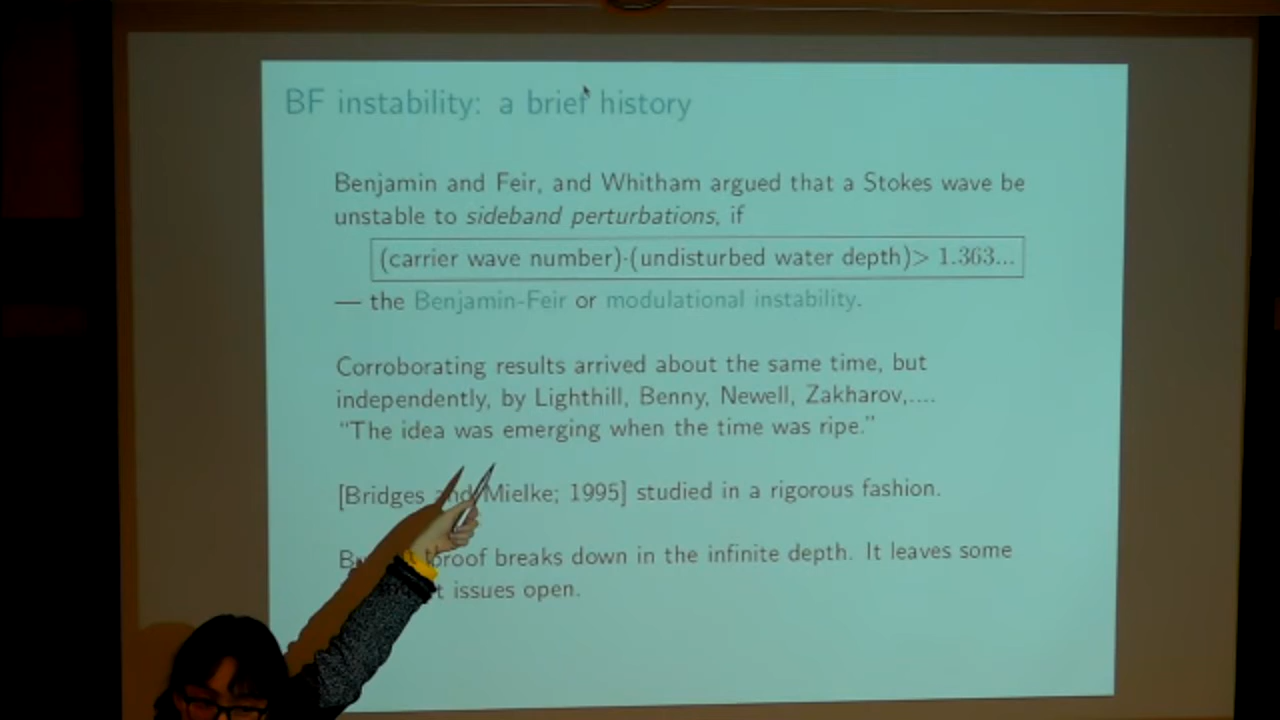 BF instability: a brief history
Benjamin and Feir, and Whitham argued that a Stokes wave be
unstable to sideband perturbations, if
(carrier wave number)·(undisturbed water depth)> 1.363...
— the Benjamin-Feir or modulational instability.
Corroborating results arrived about the same time, but
independently, by Lighthill, Benny, Newell, Zakharov,....
“The idea was emerging when the time was ripe.”
[Bridges and Mielke; 1995] studied in a rigorous fashion.
proof breaks down in the infinite depth. It leaves some
issues open.